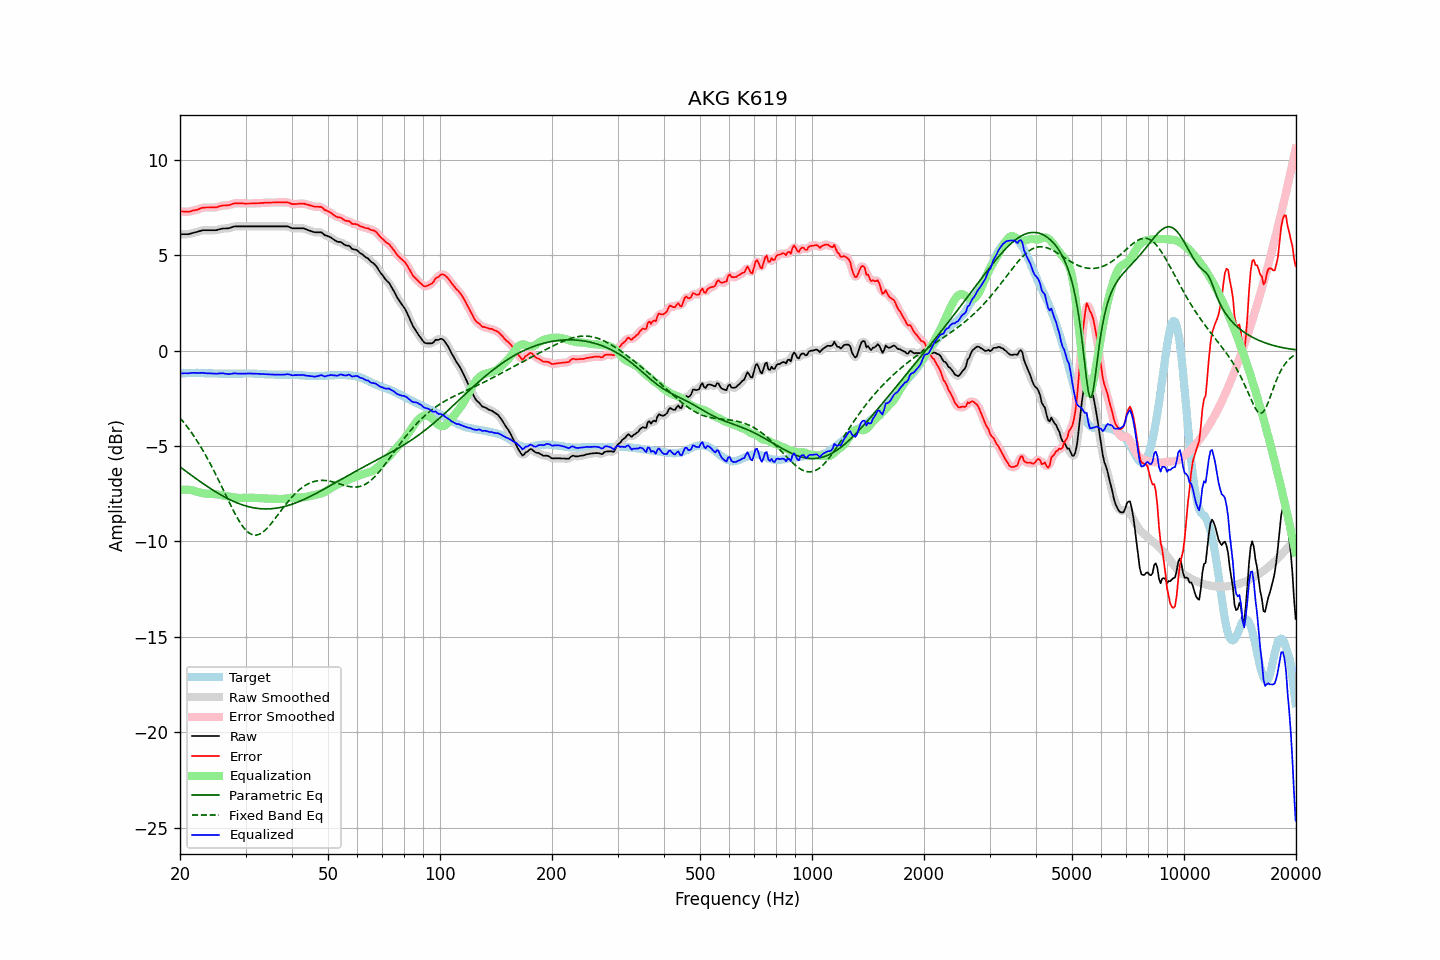 AKG K619
10
5
0
−5
−10
−15
−20
−25
Amplitude (dBr)
Target
Raw Smoothed
Error Smoothed
Raw
Error
Equalization
Parametric Eq
Fixed Band Eq
Equalized
20 50 100 200 500 1000 2000 5000 10000 20000
Frequency (Hz)